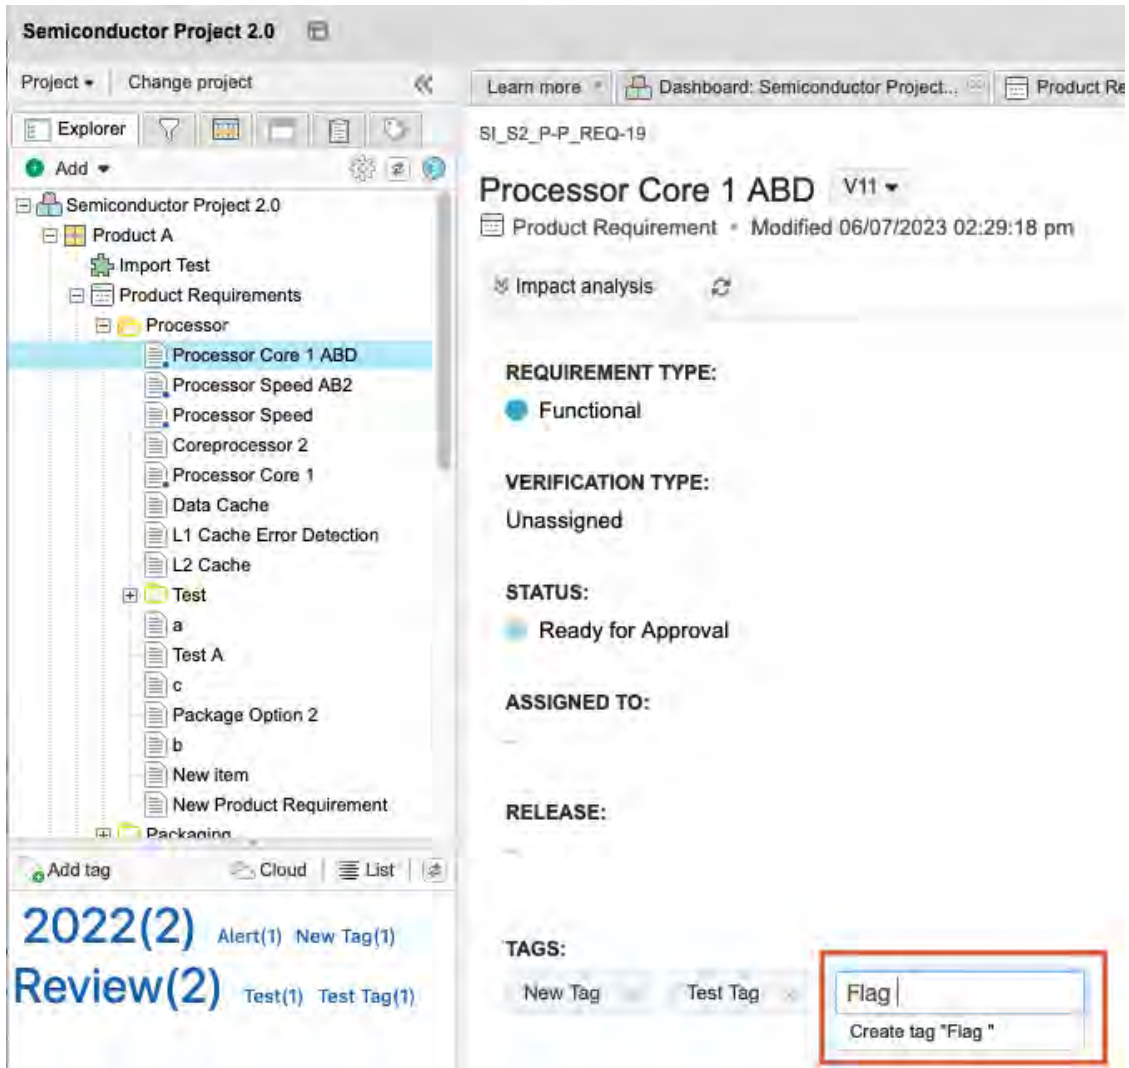 Semiconductor Project 2.0
Project
Change project
Explorer
Add
Semiconductor Project 2.0
Product A
Import Test
Product Requirements
Processor
Processor Core 1 ABD
Processor Speed AB2
Processor Speed
Coreprocessor 2
Processor Core 1
Data Cache
L1 Cache Error Detection
L2 Cache
Test
a
Test A
c
Package Option 2
b
New item
New Product Requirement
Packaging
Add tag
Cloud
List
2022(2) Alert(1) New Tag(1)
Review(2) Test(1) Test Tag(1)
Learn more
Dashboard: Semiconductor Project...
Product Re
SI_S2_P-P_REQ-19
Processor Core 1 ABD V11
Product Requirement • Modified 06/07/2023 02:29:18 pm
Impact analysis
REQUIREMENT TYPE:
Functional
VERIFICATION TYPE:
Unassigned
STATUS:
Ready for Approval
ASSIGNED TO:
--
RELEASE:
--
TAGS:
New Tag
Test Tag
Flag
Create tag "Flag "